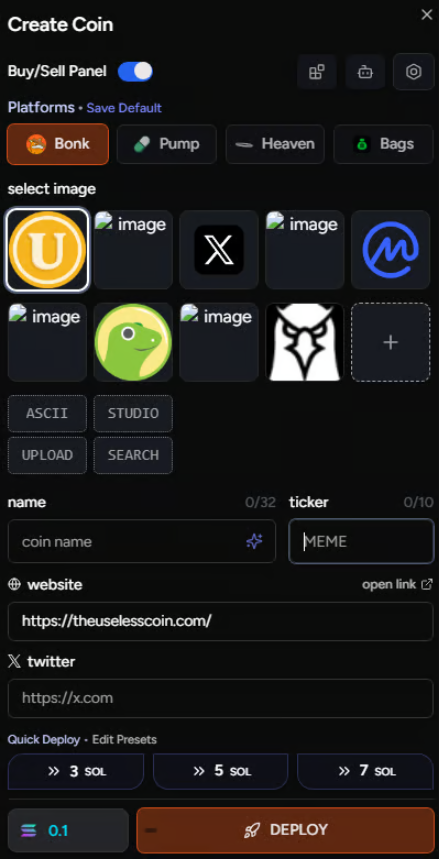 Create Coin
Buy/Sell Panel
Platforms • Save Default
Bonk Pump Heaven Bags
select image
U image image
image image
ASCII STUDIO
UPLOAD SEARCH
name 0/32 ticker 0/10
coin name MEME
website open link
https://theuselesscoin.com/
twitter
https://x.com
Quick Deploy • Edit Presets
3 SOL 5 SOL 7 SOL
0.1 DEPLOY